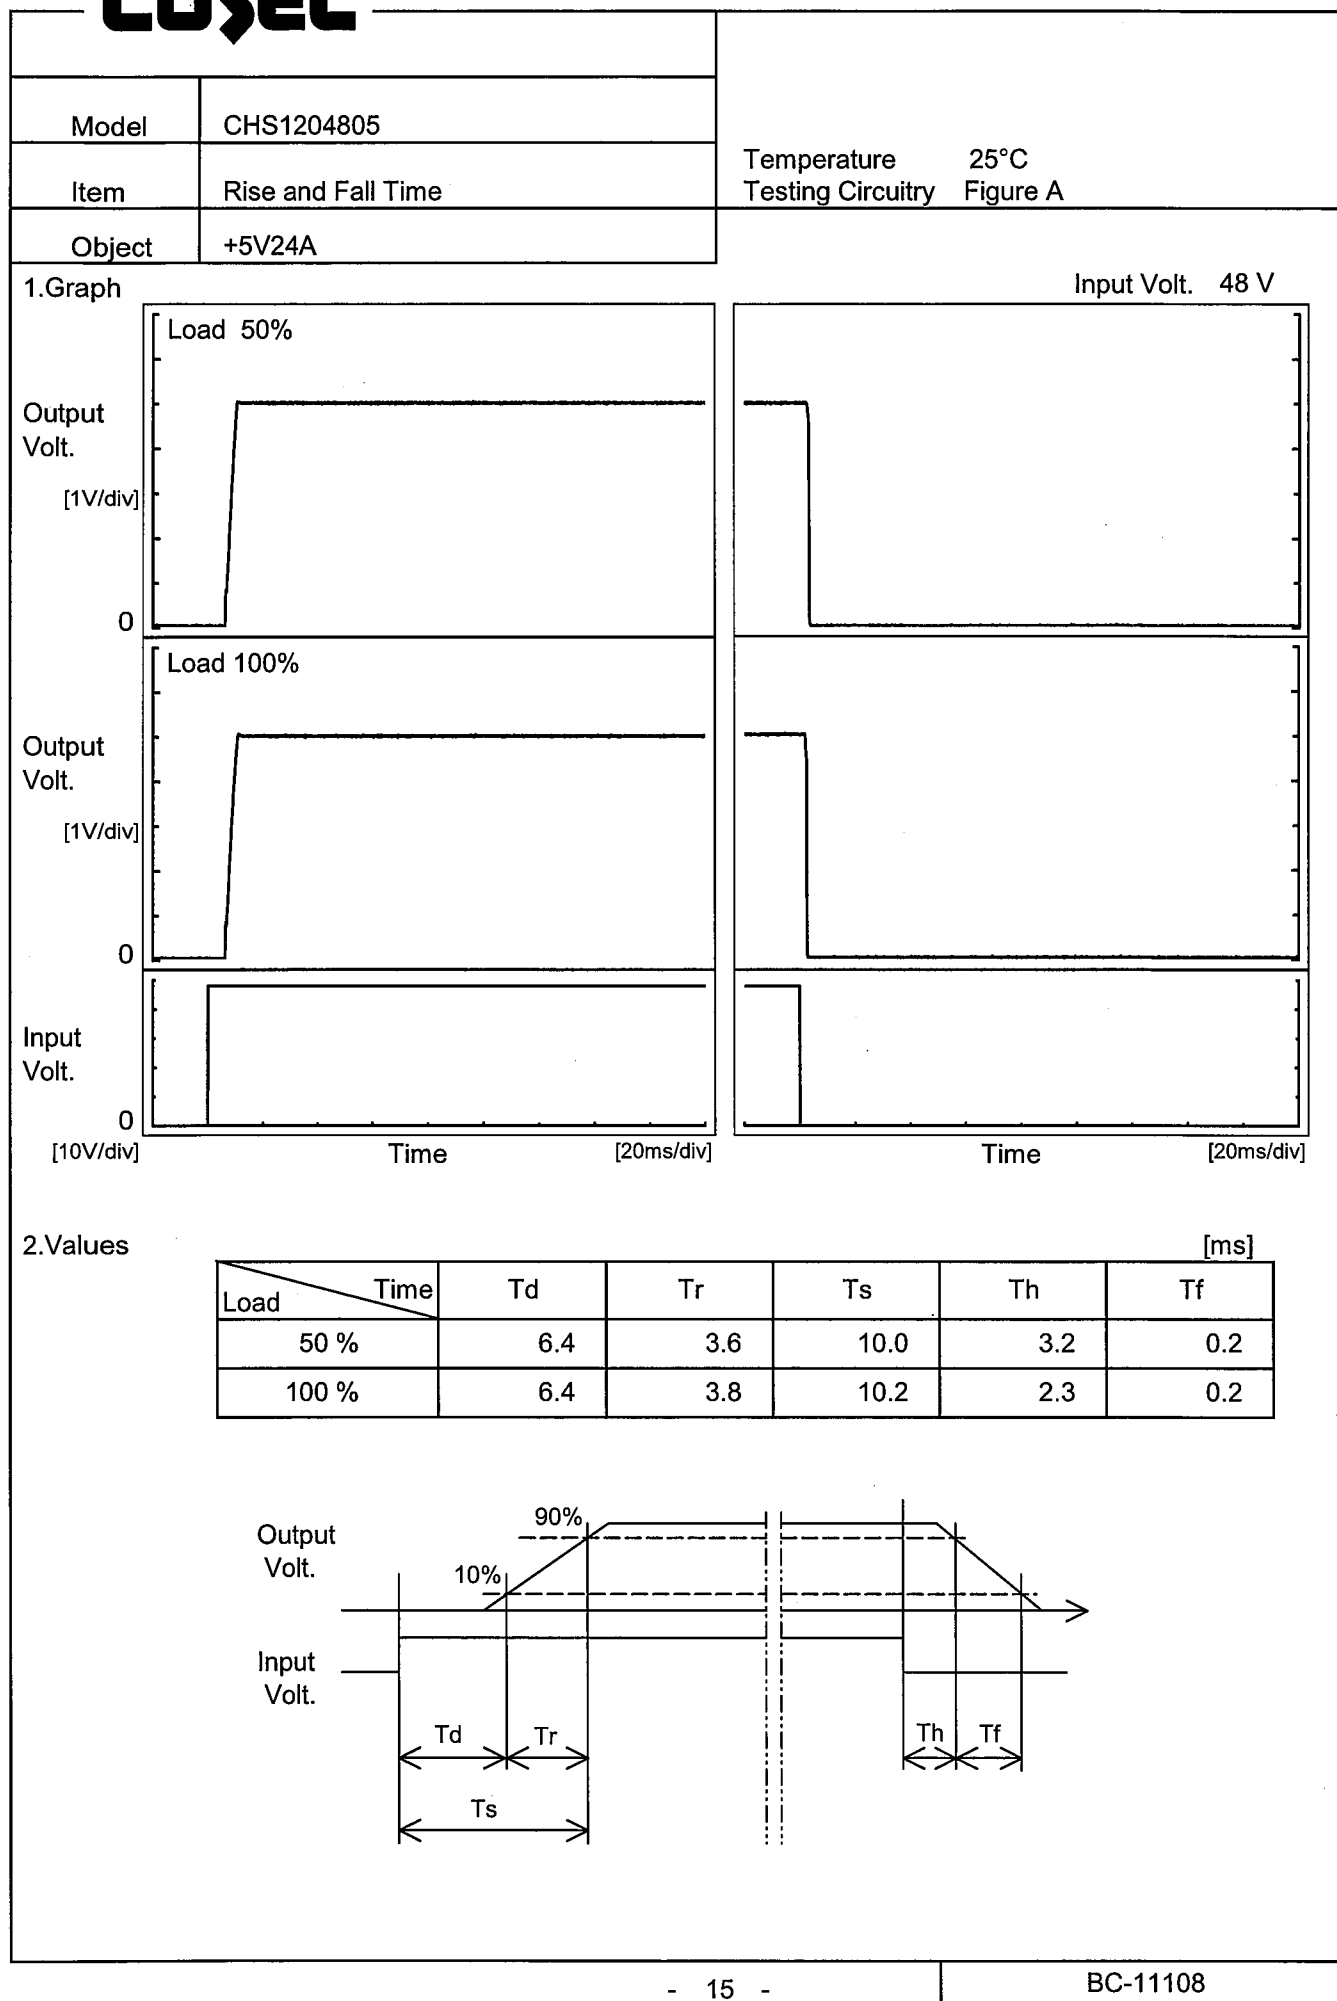 COSEL
Model CHS1204805
Item Rise and Fall Time
Object +5V24A
Temperature 25°C
Testing Circuitry Figure A
1.Graph
Input Volt. 48 V
Load 50%
Output
Volt.
[1V/div]
0
Load 100%
Output
Volt.
[1V/div]
0
Input
Volt.
0
[10V/div] Time [20ms/div] Time [20ms/div]
2.Values
[ms]
Time
Load
Td Tr Ts Th Tf
50 % 6.4 3.6 10.0 3.2 0.2
100 % 6.4 3.8 10.2 2.3 0.2
90%
Output
Volt.
10%
Input
Volt.
Td Tr Th Tf
Ts
- 15 -
BC-11108